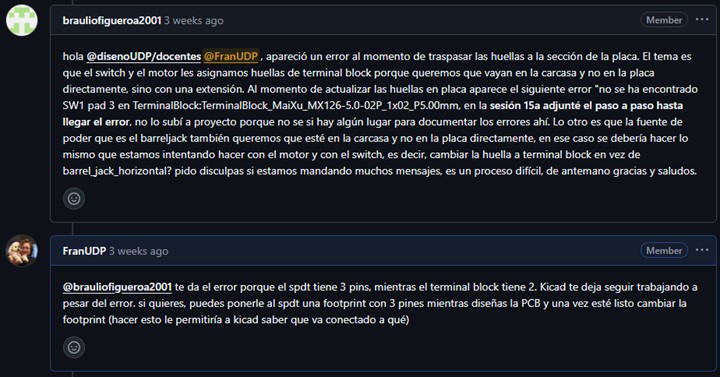 brauliofigueroa2001 3 weeks ago Member ...
hola @disenoUDP/docentes @FranUDP , apareció un error al momento de traspasar las huellas a la sección de la placa. El tema es
que el switch y el motor les asignamos huellas de terminal block porque queremos que vayan en la carcasa y no en la placa
directamente, sino con una extensión. Al momento de actualizar las huellas en placa aparece el siguiente error "no se ha encontrado
SW1 pad 3 en TerminalBlock:TerminalBlock_MaiXu_MX126-5.0-02P_1x02_P5.00mm, en la sesión 15a adjunté el paso a paso hasta
llegar el error, no lo subí a proyecto porque no se si hay algún lugar para documentar los errores ahí. Lo otro es que la fuente de
poder que es el barreljack también queremos que esté en la carcasa y no en la placa directamente, en ese caso se debería hacer lo
mismo que estamos intentando hacer con el motor y con el switch, es decir, cambiar la huella a terminal block en vez de
barrel_jack_horizontal? pido disculpas si estamos mandando muchos mensajes, es un proceso difícil, de antemano gracias y saludos.
FranUDP 3 weeks ago Member ...
@brauliofigueroa2001 te da el error porque el spdt tiene 3 pins, mientras el terminal block tiene 2. Kicad te deja seguir trabajando a
pesar del error. si quieres, puedes ponerle al spdt una footprint con 3 pines mientras diseñas la PCB y una vez esté listo cambiar la
footprint (hacer esto le permitiría a kicad saber que va conectado a qué)